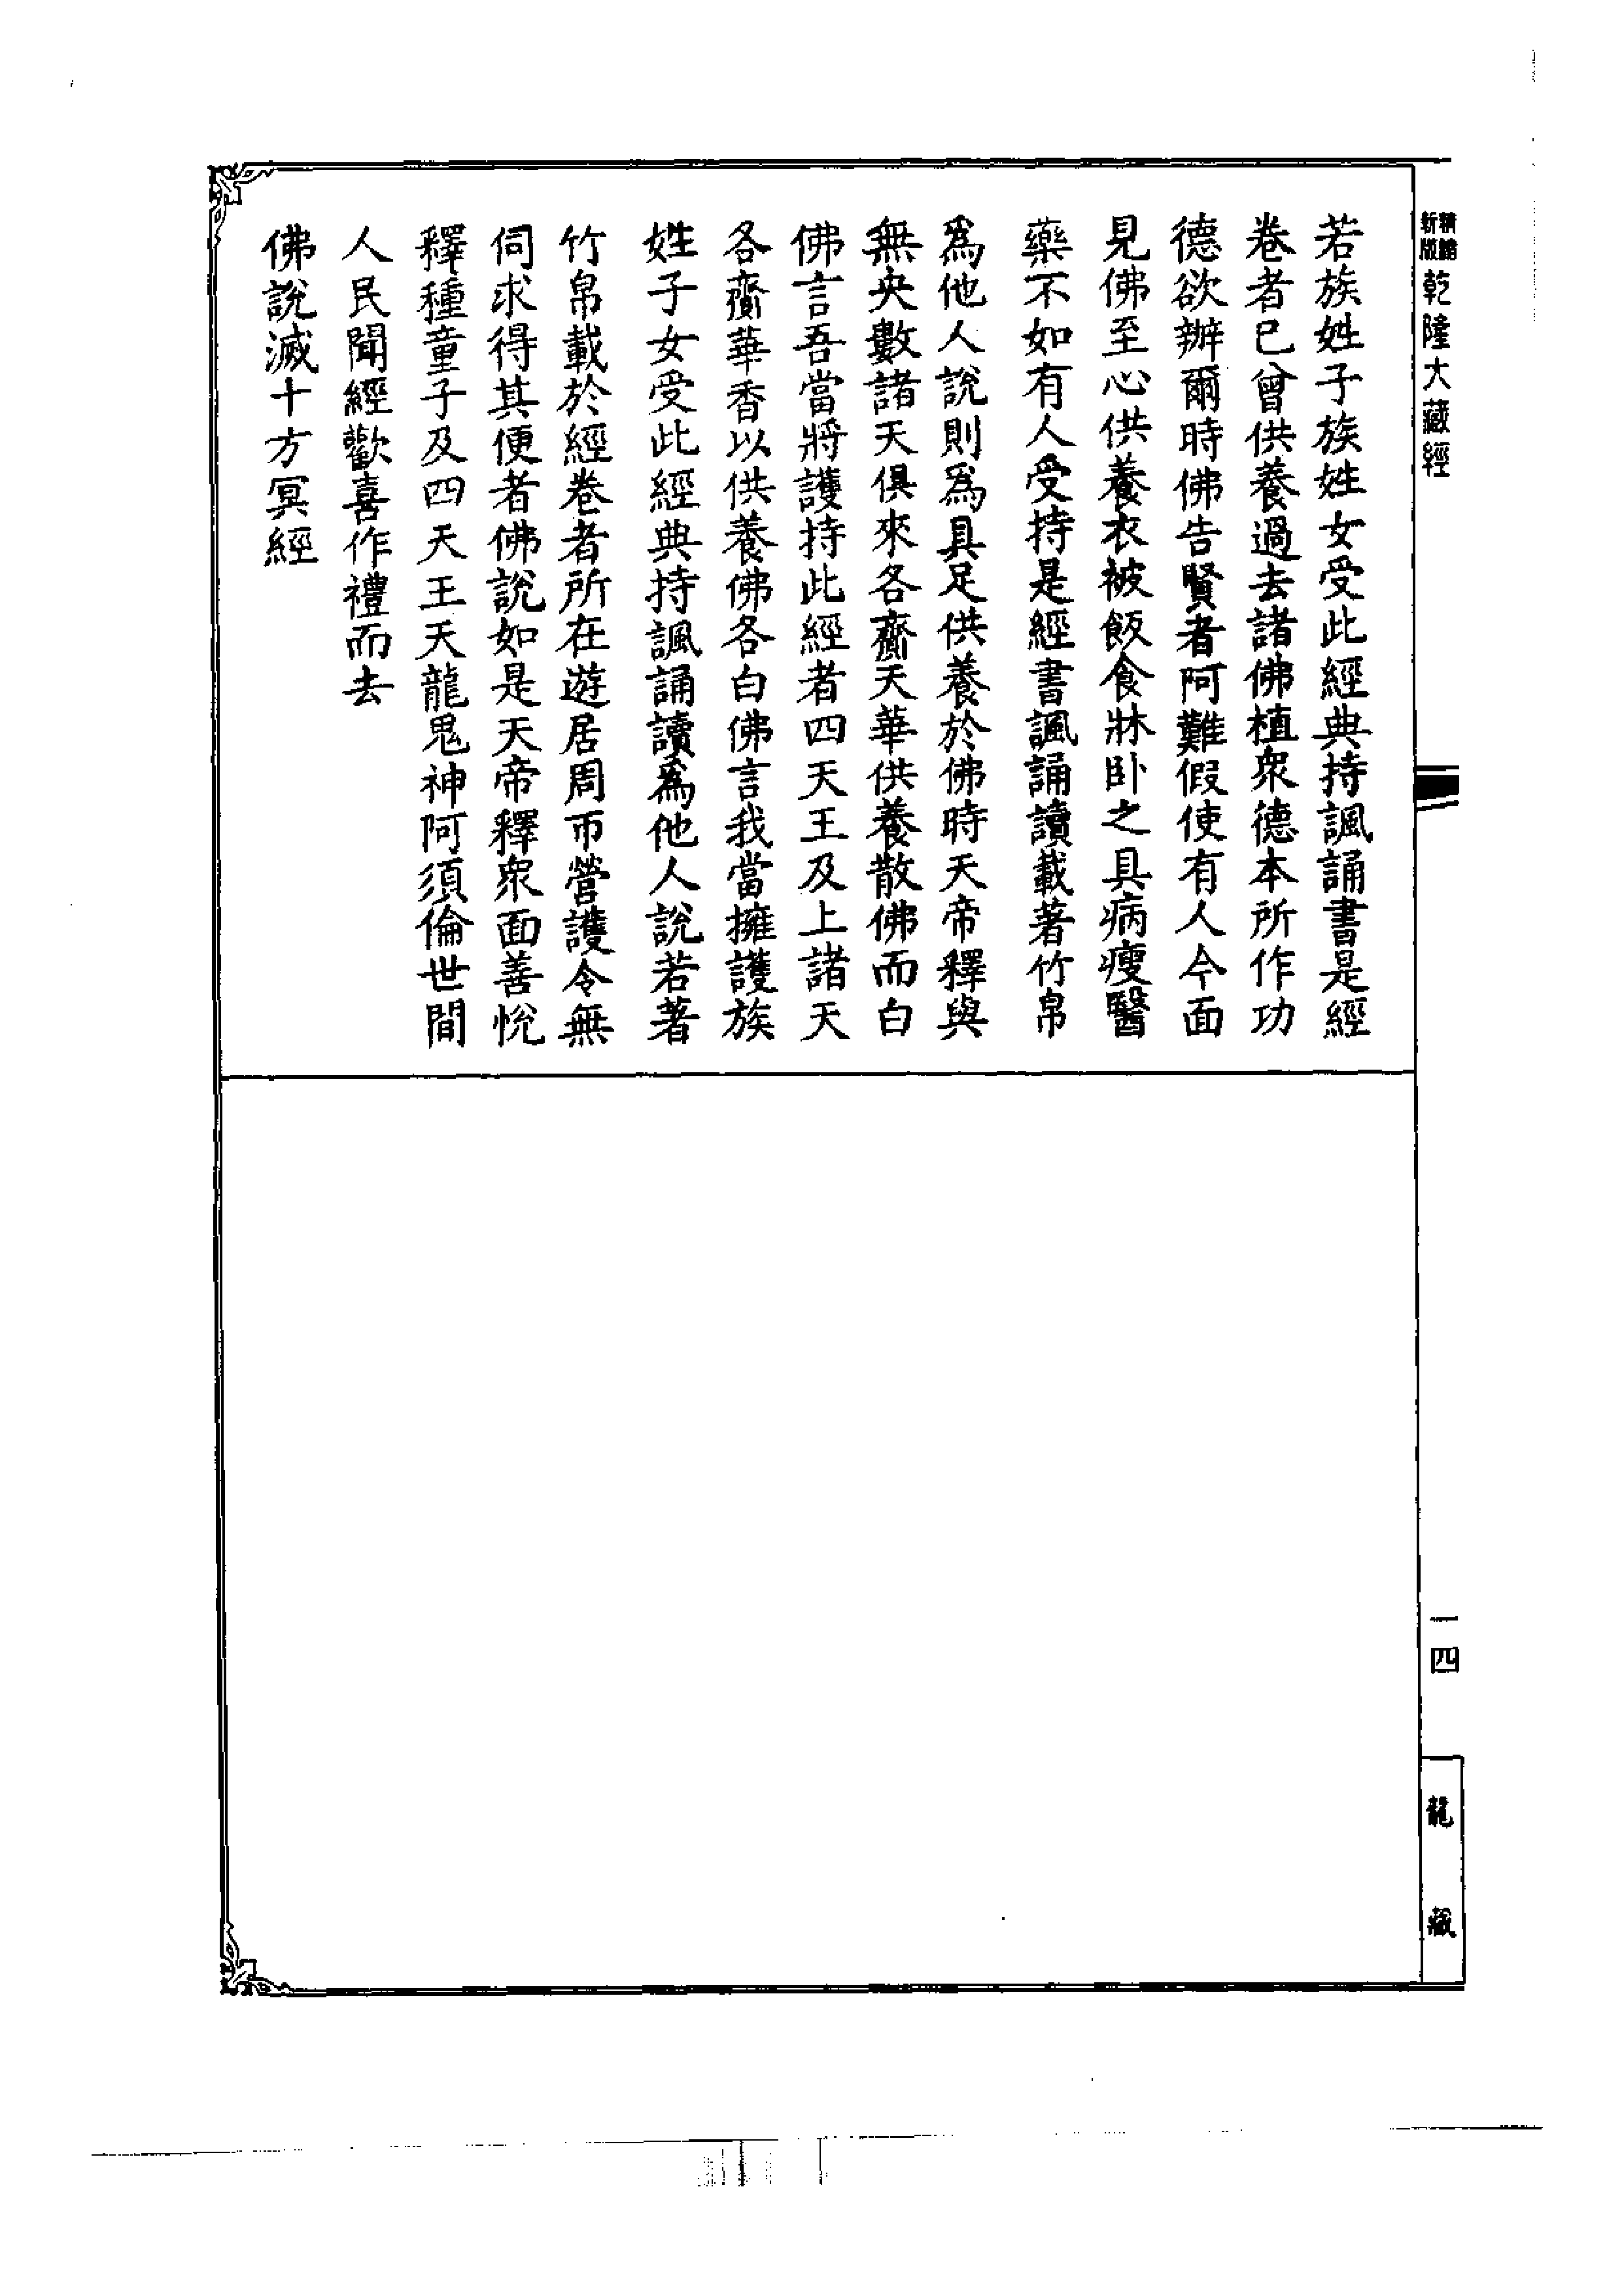 新版
精縮
乾隆大藏經
若族姓子族姓女受此經典持諷誦書是經
卷者已曾供養過去諸佛植衆德本所作功
德欲辦爾時佛告賢者阿難假使有人今面
見佛至心供養衣被飯食牀卧之具病瘦醫
藥不如有人受持是經書諷誦讀載著竹帛
爲他人說則爲具足供養於佛時天帝釋與
無央數諸天俱來各齎天華供養散佛而白
佛言吾當將護持此經者四天王及上諸天
各齎華香以供養佛各白佛言我當擁護族
姓子女受此經典持諷誦讀爲他人說若著
竹帛載於經卷者所在遊居周帀營護令無
伺求得其便者佛說如是天帝釋衆面善悅
釋種童子及四天王天龍鬼神阿須倫世間
人民聞經歡喜作禮而去
佛說滅十方冥經
一四
龍藏